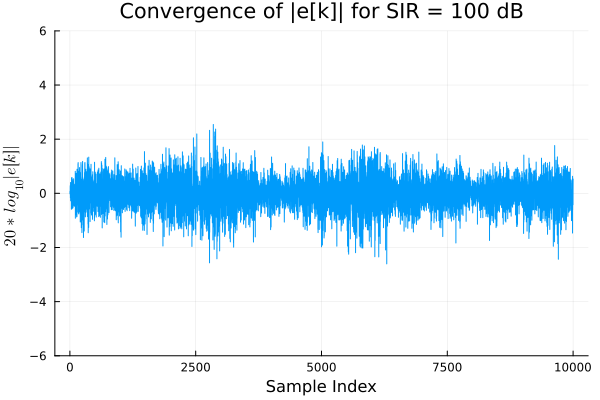 Convergence of |e[k]| for SIR = 100 dB
20 * log₁₀|e[k]|
6
4
2
0
−2
−4
−6
0 2500 5000 7500 10000
Sample Index